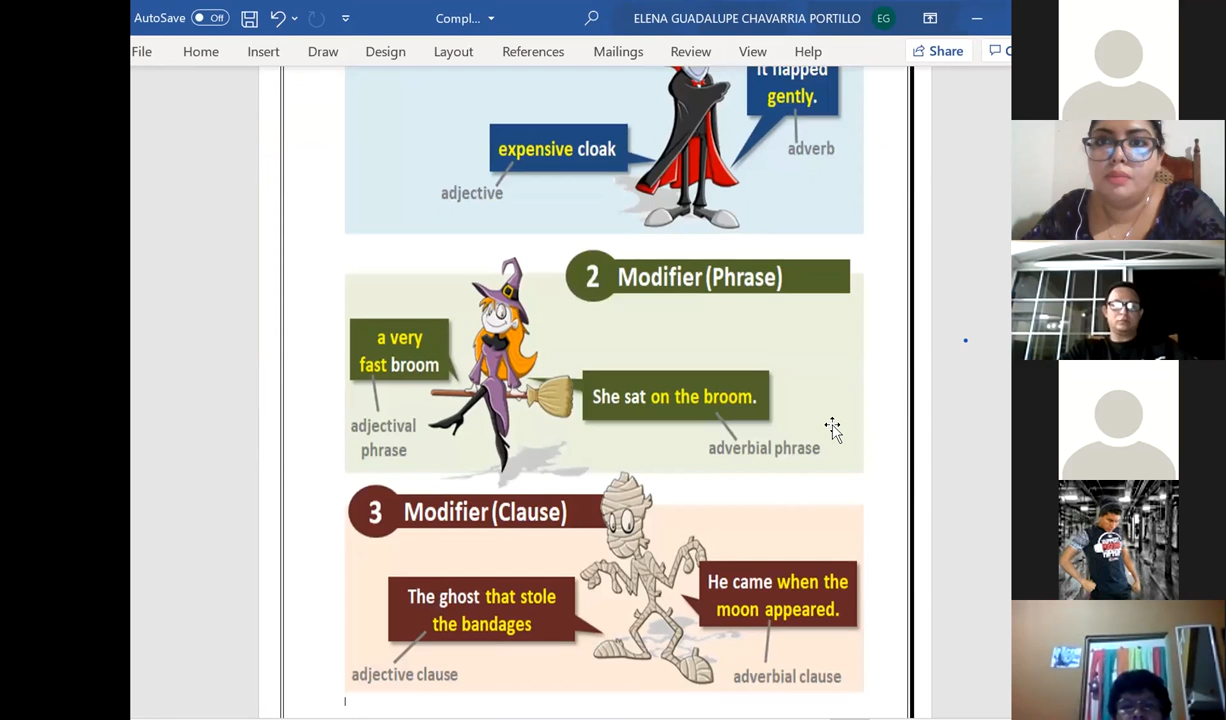 AutoSave Off Compl... ELENA GUADALUPE CHAVARRIA PORTILLO EG
File Home Insert Draw Design Layout References Mailings Review View Help Share
gently.
adverb
expensive cloak
adjective
2 Modifier (Phrase)
a very
fast broom
adjectival
phrase
She sat on the broom.
adverbial phrase
3 Modifier (Clause)
The ghost that stole
the bandages
adjective clause
He came when the
moon appeared.
adverbial clause